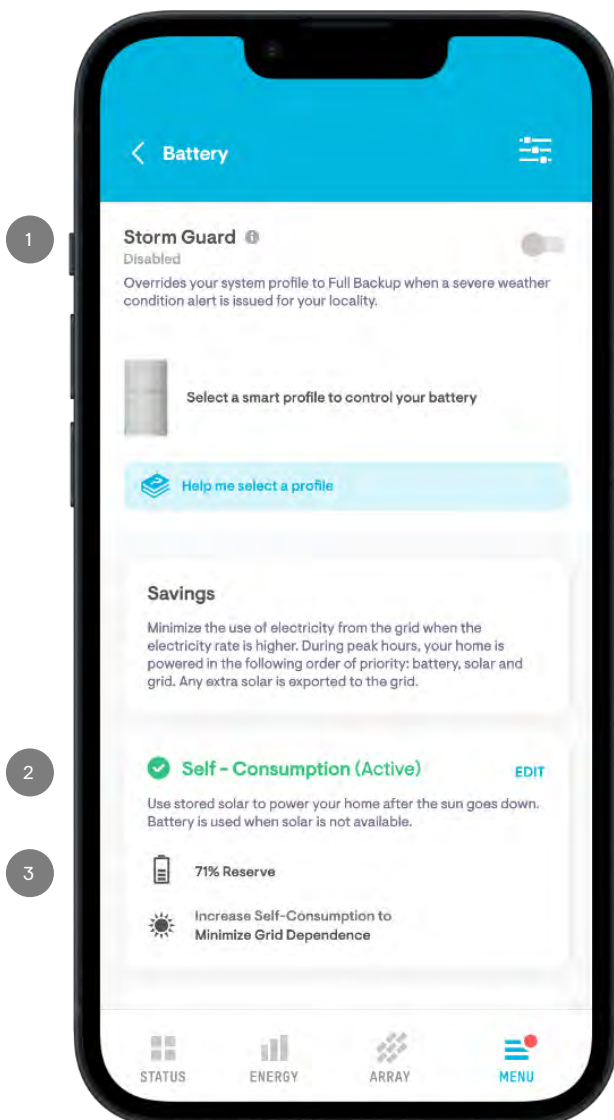 Battery
1
Storm Guard
Disabled
Overrides your system profile to Full Backup when a severe weather
condition alert is issued for your locality.
Select a smart profile to control your battery
Help me select a profile
Savings
Minimize the use of electricity from the grid when the
electricity rate is higher. During peak hours, your home is
powered in the following order of priority: battery, solar and
grid. Any extra solar is exported to the grid.
2
Self - Consumption (Active)
EDIT
Use stored solar to power your home after the sun goes down.
Battery is used when solar is not available.
3
71% Reserve
Increase Self-Consumption to
Minimize Grid Dependence
STATUS
ENERGY
ARRAY
MENU